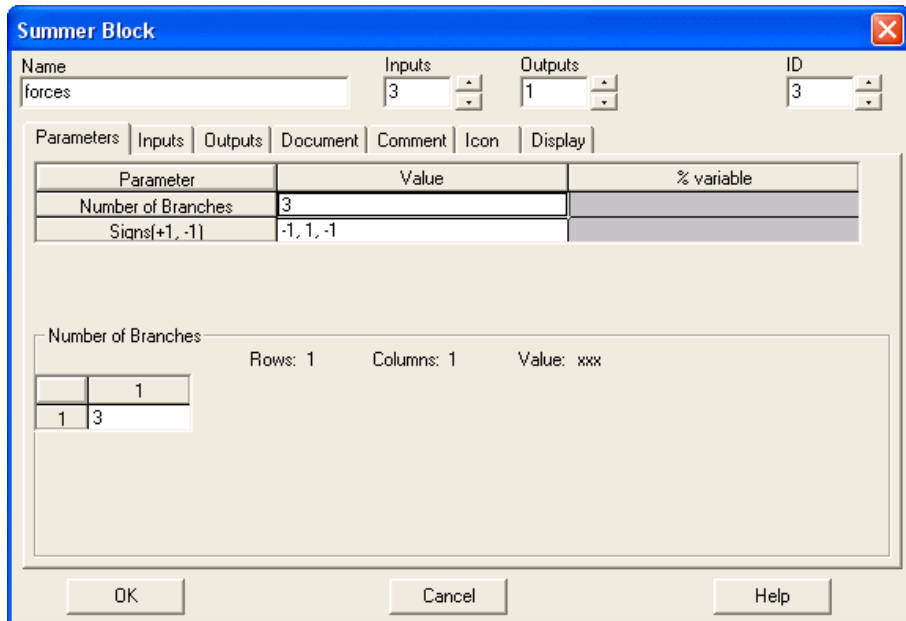 Summer Block
Name Inputs Outputs ID
forces 3 1 3
Parameters Inputs Outputs Document Comment Icon Display
Parameter Value % variable
Number of Branches 3
Signs(+1, -1) -1, 1, -1
Number of Branches
Rows: 1 Columns: 1 Value: xxx
1
1 3
OK Cancel Help